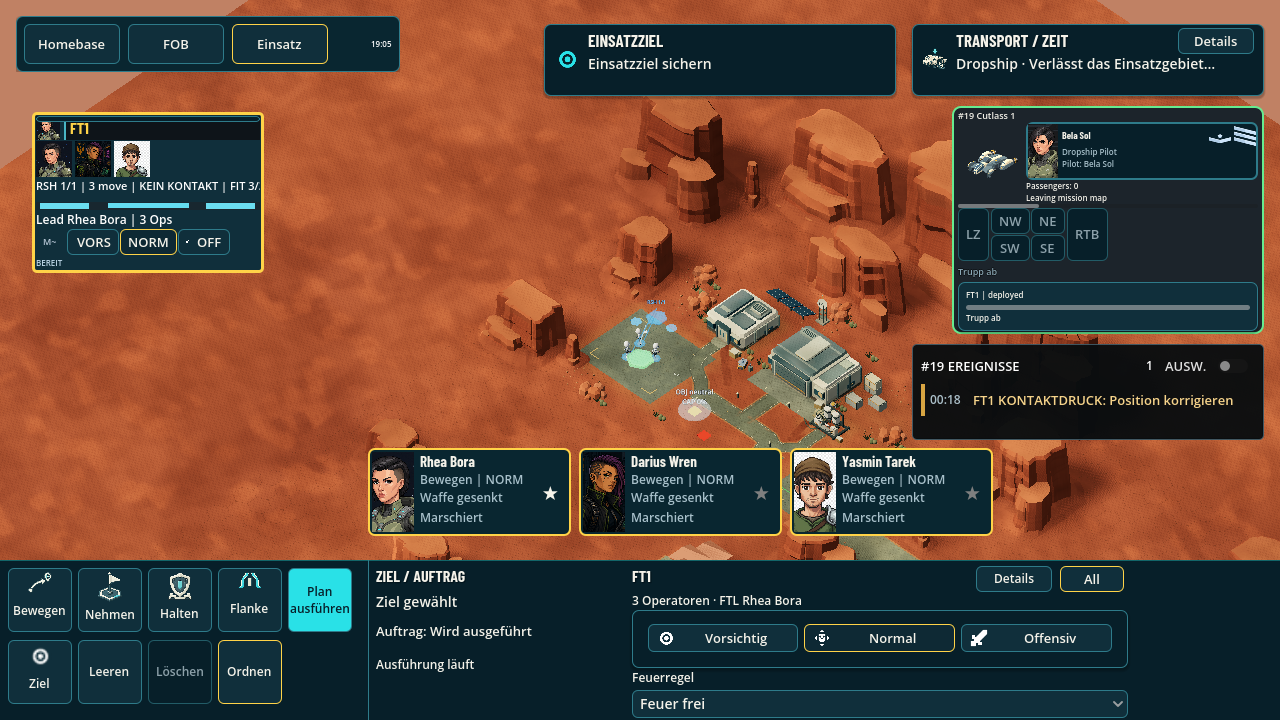 Homebase
FOB
Einsatz
19:05
EINSATZZIEL
Einsatzziel sichern
TRANSPORT / ZEIT
Details
Dropship · Verlässt das Einsatzgebiet...
FT1
RSH 1/1 | 3 move | KEIN KONTAKT | FIT 3/
Lead Rhea Bora | 3 Ops
M~
VORS
NORM
OFF
BEREIT
#19 Cutlass 1
Bela Sol
Dropship Pilot
Pilot: Bela Sol
Passengers: 0
Leaving mission map
LZ
NW
NE
SW
SE
RTB
Trupp ab
FT1 | deployed
Trupp ab
#19 EREIGNISSE
1
AUSW.
00:18
FT1 KONTAKTDRUCK: Position korrigieren
OBJ neutral
Rhea Bora
Bewegen | NORM
Waffe gesenkt
Marschiert
Darius Wren
Bewegen | NORM
Waffe gesenkt
Marschiert
Yasmin Tarek
Bewegen | NORM
Waffe gesenkt
Marschiert
Bewegen
Nehmen
Halten
Flanke
Plan
ausführen
Ziel
Leeren
Löschen
Ordnen
ZIEL / AUFTRAG
Ziel gewählt
Auftrag: Wird ausgeführt
Ausführung läuft
FT1
Details
All
3 Operatoren · FTL Rhea Bora
Vorsichtig
Normal
Offensiv
Feuerregel
Feuer frei